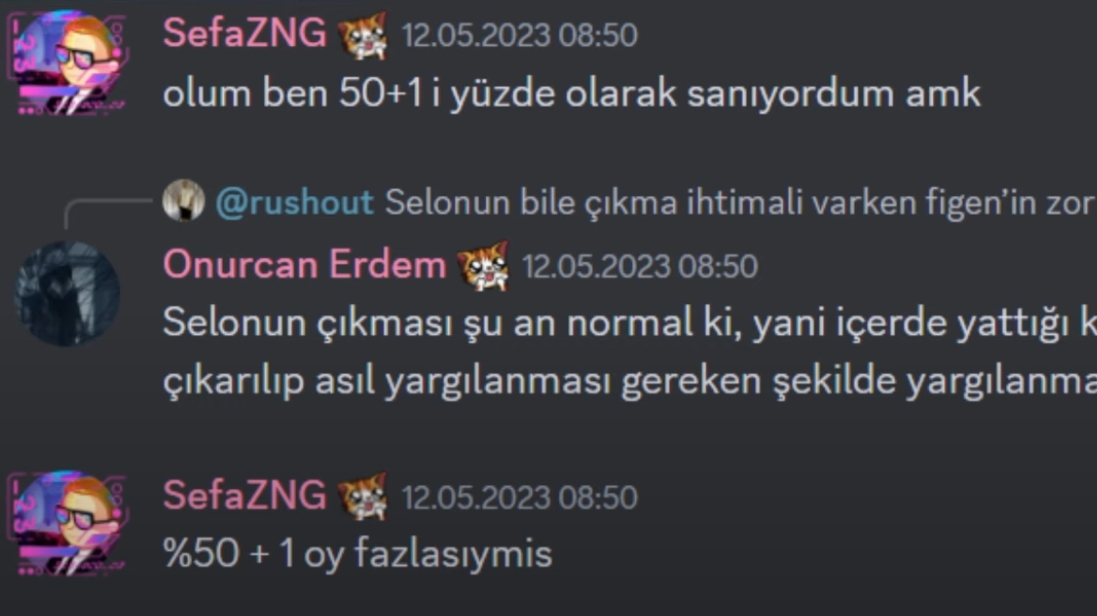 SefaZNG 12.05.2023 08:50
olum ben 50+1 i yüzde olarak sanıyordum amk
@rushout Selonun bile çıkma ihtimali varken figen’in zor
Onurcan Erdem 12.05.2023 08:50
Selonun çıkması şu an normal ki, yani içerde yattığı
çıkarılıp asıl yargılanması gereken şekilde
SefaZNG 12.05.2023 08:50
%50 + 1 oy fazlasıymis